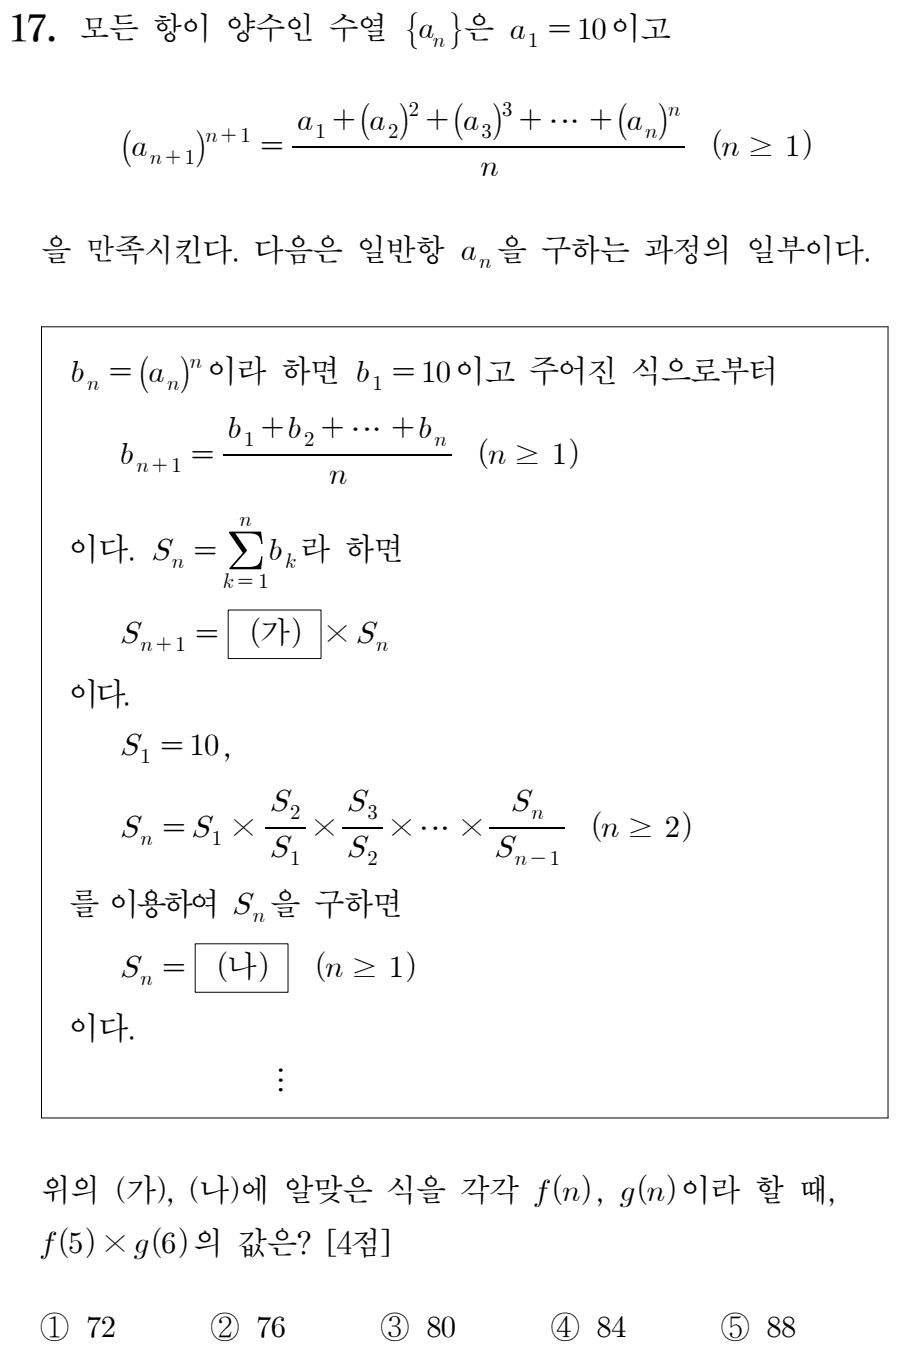 17. 모든 항이 양수인 수열 {a_n}은 a_1 = 10이고
(a_{n+1})^{n+1} = \frac{a_1 + (a_2)^2 + (a_3)^3 + ⋯ + (a_n)^n}{n} (n ≥ 1)
을 만족시킨다. 다음은 일반항 a_n을 구하는 과정의 일부이다.
b_n = (a_n)^n이라 하면 b_1 = 10이고 주어진 식으로부터
b_{n+1} = \frac{b_1 + b_2 + ⋯ + b_n}{n} (n ≥ 1)
이다. S_n = \sum_{k=1}^{n} b_k라 하면
S_{n+1} = (가) × S_n
이다.
S_1 = 10,
S_n = S_1 × \frac{S_2}{S_1} × \frac{S_3}{S_2} × ⋯ × \frac{S_n}{S_{n-1}} (n ≥ 2)
를 이용하여 S_n을 구하면
S_n = (나) (n ≥ 1)
이다.
⋮
위의 (가), (나)에 알맞은 식을 각각 f(n), g(n)이라 할 때,
f(5) × g(6)의 값은? [4점]
① 72 ② 76 ③ 80 ④ 84 ⑤ 88